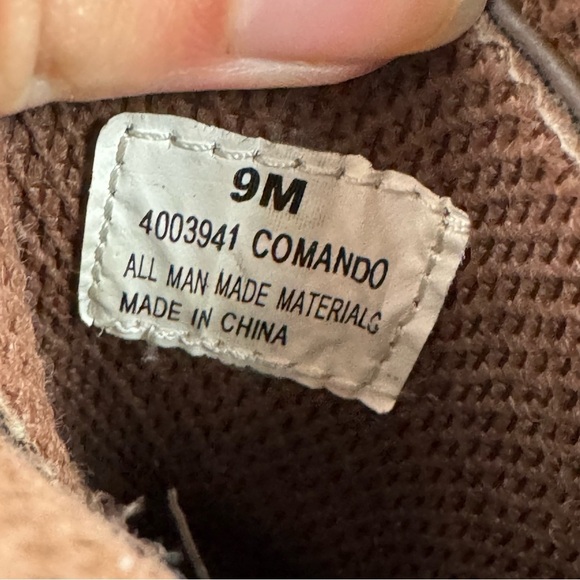 9M
4003941 COMANDO
ALL MAN MADE MATERIALS
MADE IN CHINA